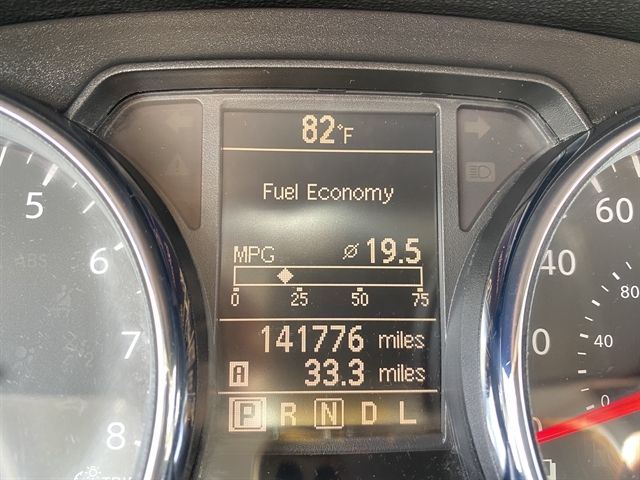 82°F
Fuel Economy
MPG ⌀ 19.5
0 25 50 75
141776 miles
A 33.3 miles
P R N D L
5
6
7
8
ABS
60
40
80
40
0